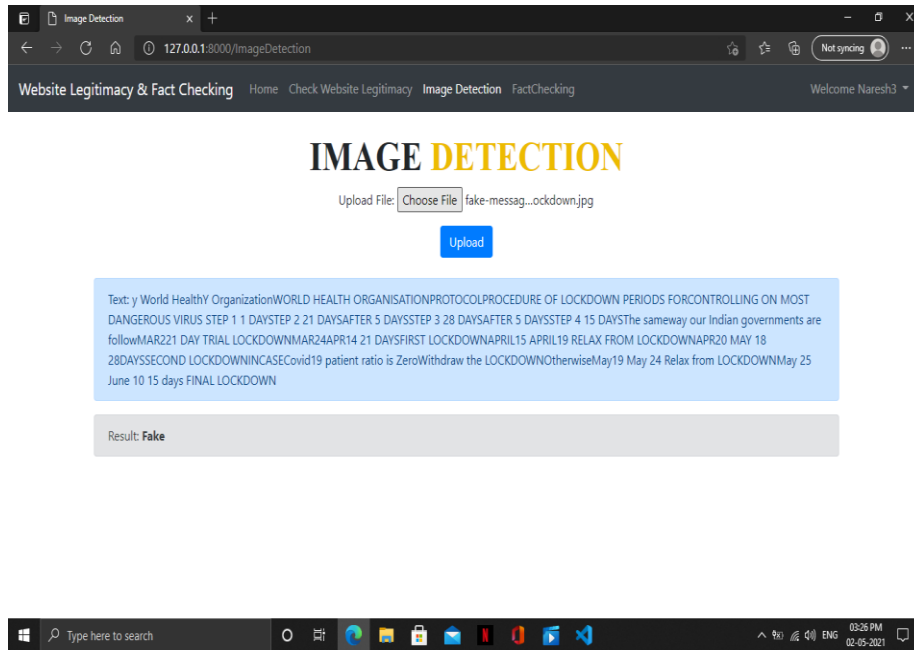 Image Detection
127.0.0.1:8000/ImageDetection
Not syncing
Website Legitimacy & Fact Checking Home Check Website Legitimacy Image Detection FactChecking Welcome Naresh3
IMAGE DETECTION
Upload File: Choose File fake-messag...ockdown.jpg
Upload
Text: y World HealthY OrganizationWORLD HEALTH ORGANISATIONPROTOCOLPROCEDURE OF LOCKDOWN PERIODS FORCONTROLLING ON MOST
DANGEROUS VIRUS STEP 1 1 DAYSTEP 2 21 DAYSAFTER 5 DAYSSTEP 3 28 DAYSAFTER 5 DAYSSTEP 4 15 DAYSThe sameway our Indian governments are
followMAR221 DAY TRIAL LOCKDOWNMAR24APR14 21 DAYSFIRST LOCKDOWNAPRIL15 APRIL19 RELAX FROM LOCKDOWNAPR20 MAY 18
28DAYSSECOND LOCKDOWNINCASECovid19 patient ratio is ZeroWithdraw the LOCKDOWNOtherwiseMay19 May 24 Relax from LOCKDOWNMay 25
June 10 15 days FINAL LOCKDOWN
Result: Fake
Type here to search
ENG
03:26 PM
02-05-2021